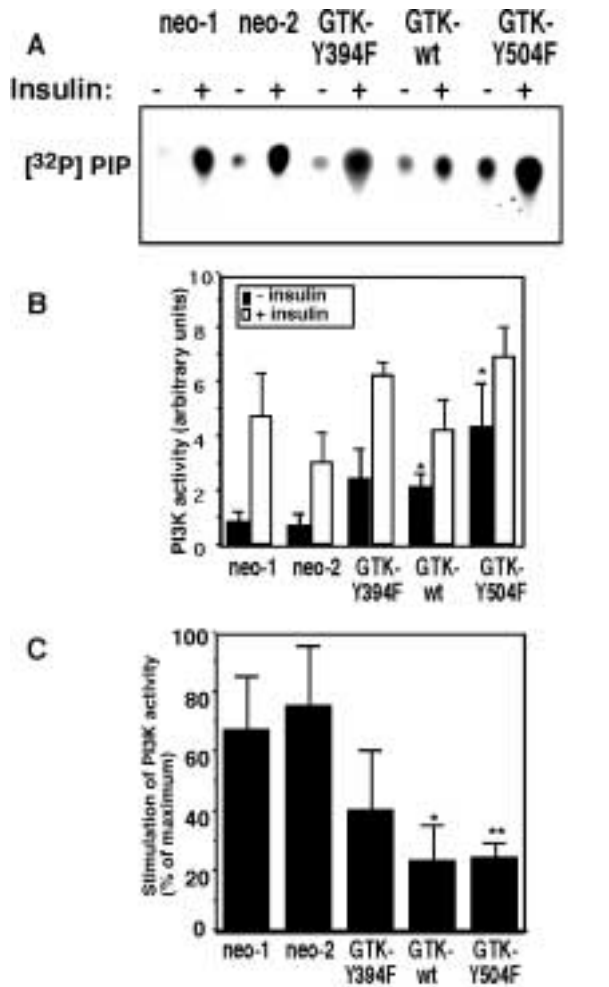 A
neo-1 neo-2 GTK- GTK- GTK-
Y394F wt Y504F
Insulin: - + - + - + - + - +
[32P] PIP
B
PI3K activity (arbitrary units)
10
8
6
4
2
0
- insulin
+ insulin
*
*
neo-1 neo-2 GTK- GTK- GTK-
Y394F wt Y504F
C
Stimulation of PI3K activity
(% of maximum)
100
80
60
40
20
0
*
**
neo-1 neo-2 GTK- GTK- GTK-
Y394F wt Y504F